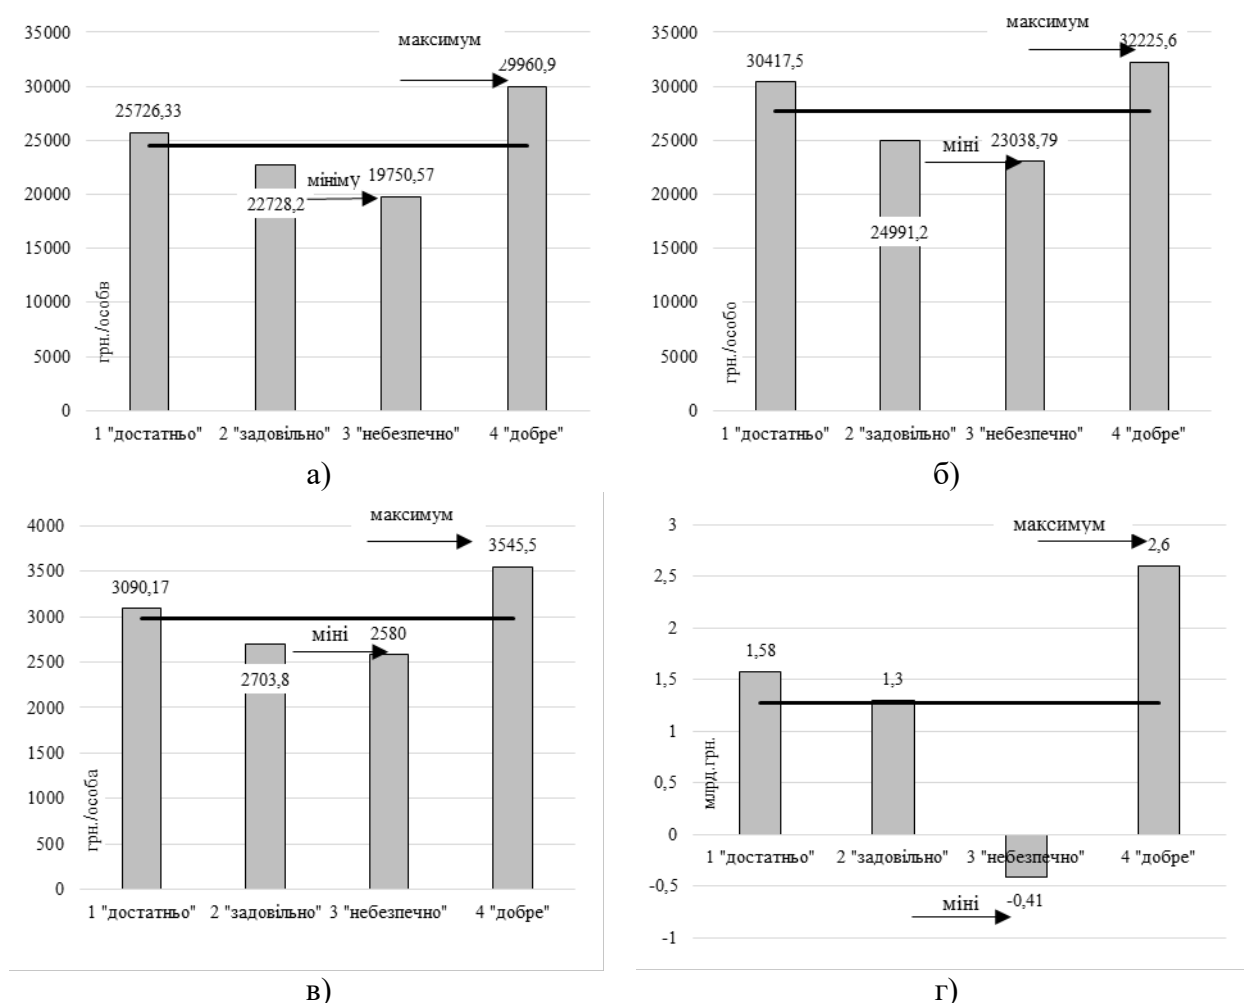 35000
30000
25000
20000
15000
10000
5000
0
грн./особв
максимум
29960,9
25726,33
22728,2
мініму
19750,57
1 "достатньо" 2 "задовільно" 3 "небезпечно" 4 "добре"
а)
35000
30000
25000
20000
15000
10000
5000
0
грн./особо
максимум
32225,6
30417,5
24991,2
міні
23038,79
1 "достатньо" 2 "задовільно" 3 "небезпечно" 4 "добре"
б)
4000
3500
3000
2500
2000
1500
1000
500
0
грн./особа
максимум
3545,5
3090,17
2703,8
міні
2580
1 "достатньо" 2 "задовільно" 3 "небезпечно" 4 "добре"
в)
3
2,5
2
1,5
1
0,5
0
-0,5
-1
млрд.грн.
максимум
2,6
1,58
1,3
1 "достатньо" 2 "задовільно" 3 "небезпечно" 4 "добре"
міні
-0,41
г)